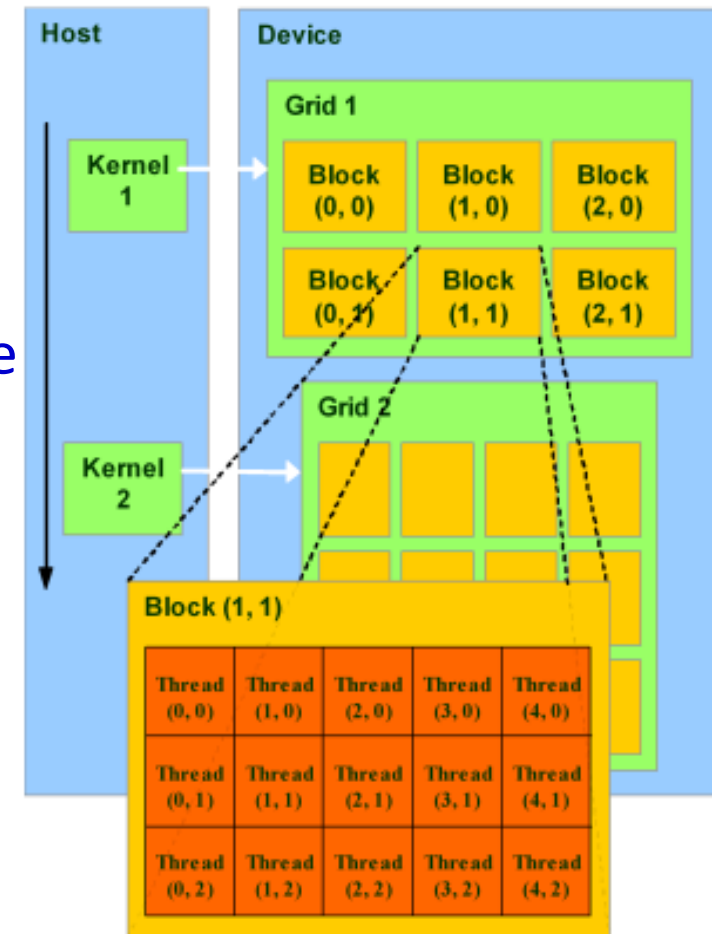 Host
Device
Grid 1
Kernel
1
Block
(0, 0)
Block
(1, 0)
Block
(2, 0)
Block
(0, 1)
Block
(1, 1)
Block
(2, 1)
e
Grid 2
Kernel
2
Block (1, 1)
Thread
(0, 0)
Thread
(1, 0)
Thread
(2, 0)
Thread
(3, 0)
Thread
(4, 0)
Thread
(0, 1)
Thread
(1, 1)
Thread
(2, 1)
Thread
(3, 1)
Thread
(4, 1)
Thread
(0, 2)
Thread
(1, 2)
Thread
(2, 2)
Thread
(3, 2)
Thread
(4, 2)